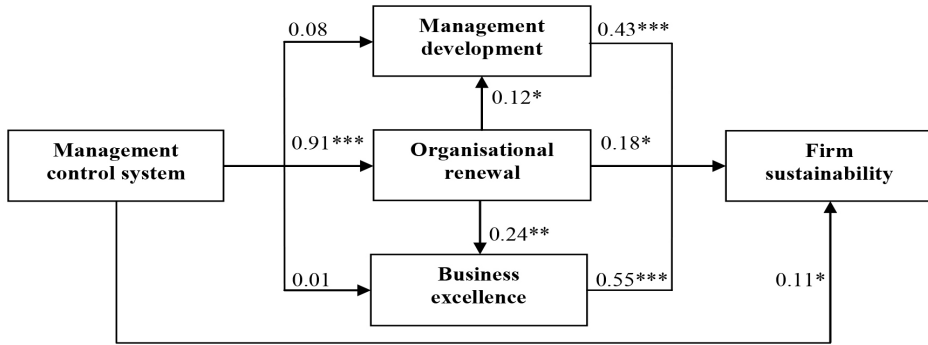 0.08
Management
development
0.43***
0.12*
Management
control system
0.91***
Organisational
renewal
0.18*
Firm
sustainability
0.24**
0.01
Business
excellence
0.55***
0.11*